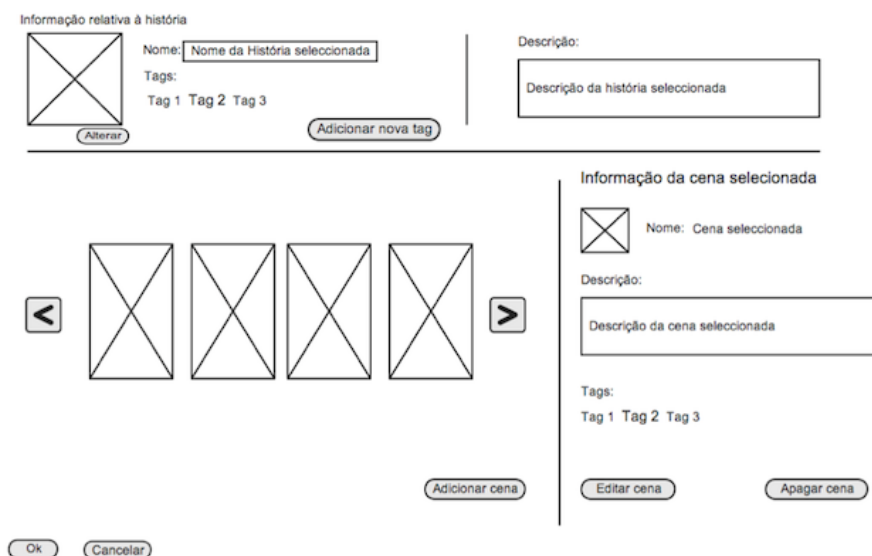 Informação relativa à história
Nome: Nome da História seleccionada
Tags:
Tag 1 Tag 2 Tag 3
Alterar
Adicionar nova tag
Descrição:
Descrição da história seleccionada
<
>
Adicionar cena
Informação da cena selecionada
Nome: Cena seleccionada
Descrição:
Descrição da cena seleccionada
Tags:
Tag 1 Tag 2 Tag 3
Editar cena
Apagar cena
Ok
Cancelar